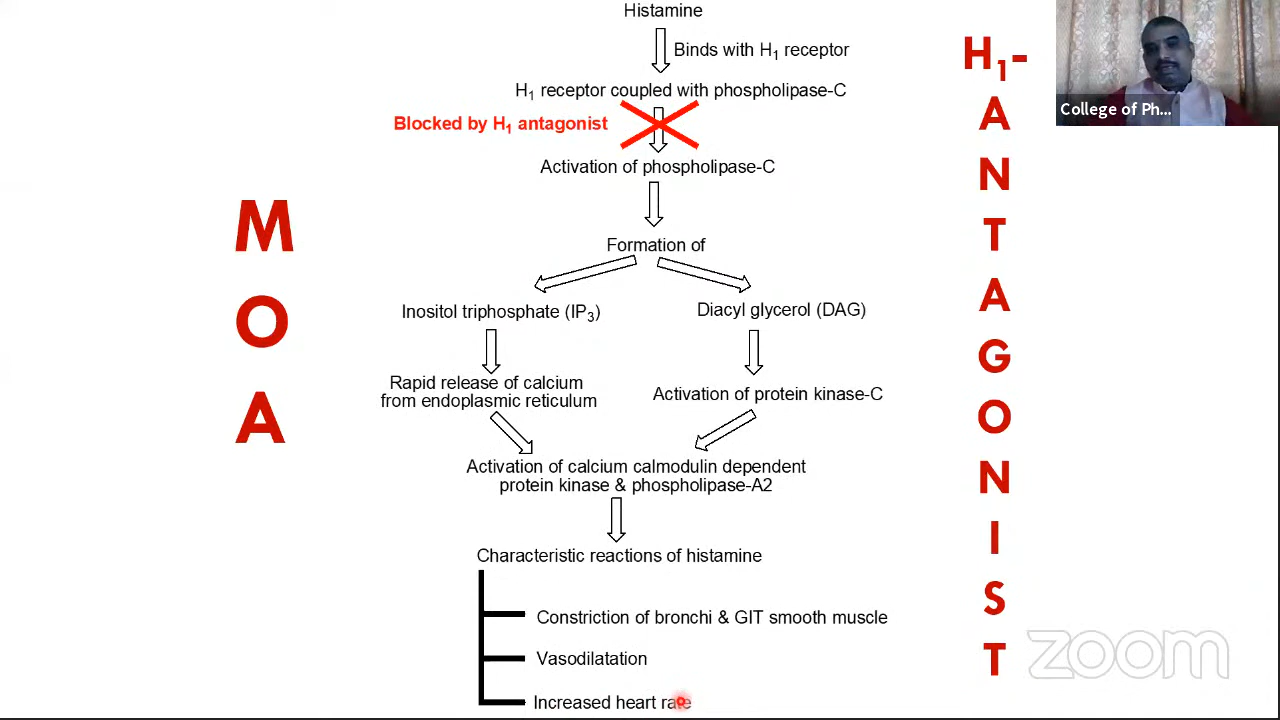 Histamine
Binds with H₁ receptor
H₁ receptor coupled with phospholipase-C
Blocked by H₁ antagonist
Activation of phospholipase-C
Formation of
Inositol triphosphate (IP₃)
Diacyl glycerol (DAG)
Rapid release of calcium
from endoplasmic reticulum
Activation of protein kinase-C
Activation of calcium calmodulin dependent
protein kinase & phospholipase-A2
Characteristic reactions of histamine
Constriction of bronchi & GIT smooth muscle
Vasodilatation
Increased heart rate
M
O
A
H₁-
A
N
T
A
G
O
N
I
S
T
College of Ph...
zoom